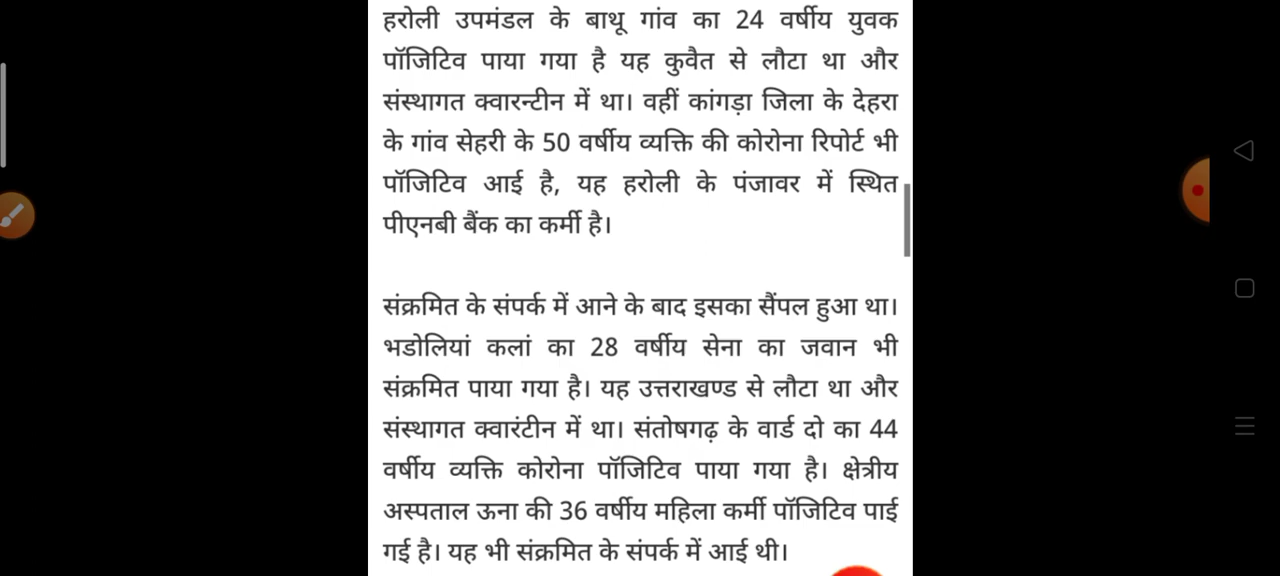 हरोली उपमंडल के बाथू गांव का 24 वर्षीय युवक
पॉजिटिव पाया गया है यह कुवैत से लौटा था और
संस्थागत क्वारन्टीन में था। वहीं कांगड़ा जिला के देहरा
के गांव सेहरी के 50 वर्षीय व्यक्ति की कोरोना रिपोर्ट भी
पॉजिटिव आई है, यह हरोली के पंजावर में स्थित
पीएनबी बैंक का कर्मी है।
संक्रमित के संपर्क में आने के बाद इसका सैंपल हुआ था।
भडोलियां कलां का 28 वर्षीय सेना का जवान भी
संक्रमित पाया गया है। यह उत्तराखण्ड से लौटा था और
संस्थागत क्वारंटीन में था। संतोषगढ़ के वार्ड दो का 44
वर्षीय व्यक्ति कोरोना पॉजिटिव पाया गया है। क्षेत्रीय
अस्पताल ऊना की 36 वर्षीय महिला कर्मी पॉजिटिव पाई
गई है। यह भी संक्रमित के संपर्क में आई थी।